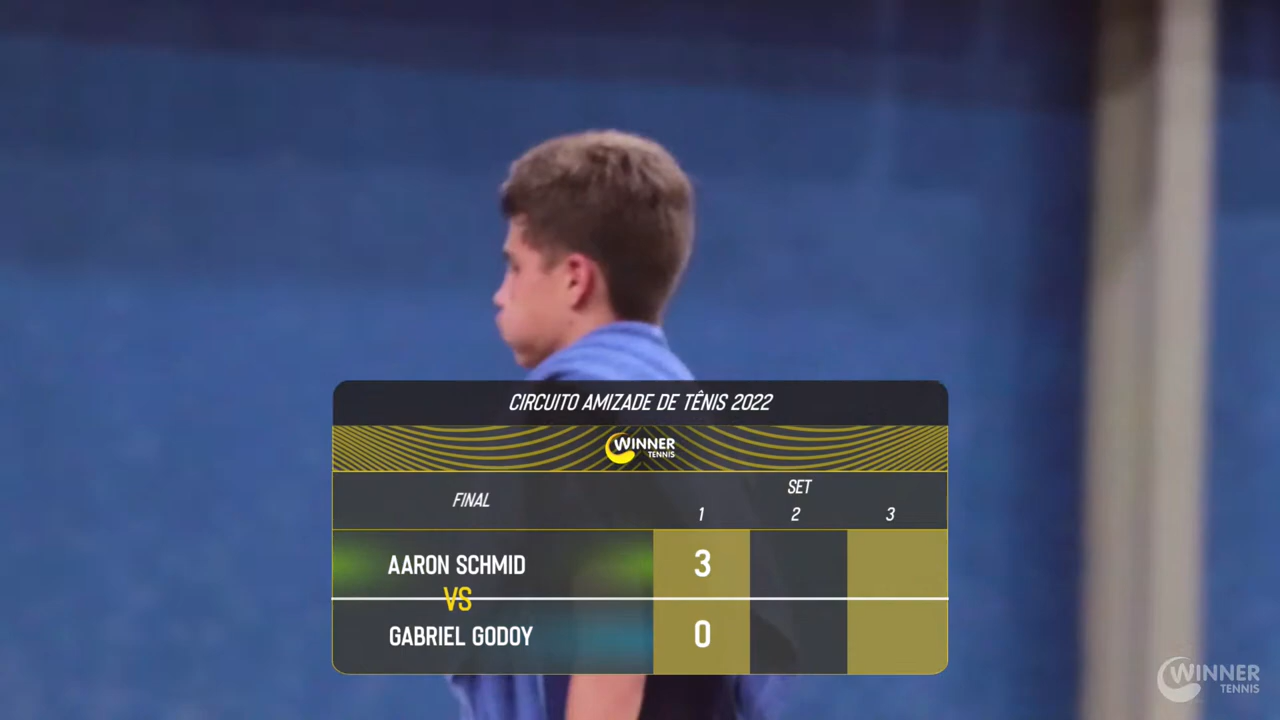 CIRCUITO AMIZADE DE TÊNIS 2022
WINNER
TENNIS
FINAL
SET
1 2 3
AARON SCHMID 3
VS
GABRIEL GODOY 0
WINNER
TENNIS